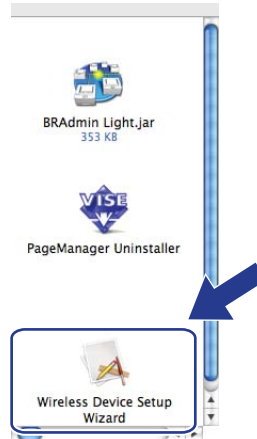 BRAdmin Light.jar
353 KB
VISE
PageManager Uninstaller
Wireless Device Setup
Wizard